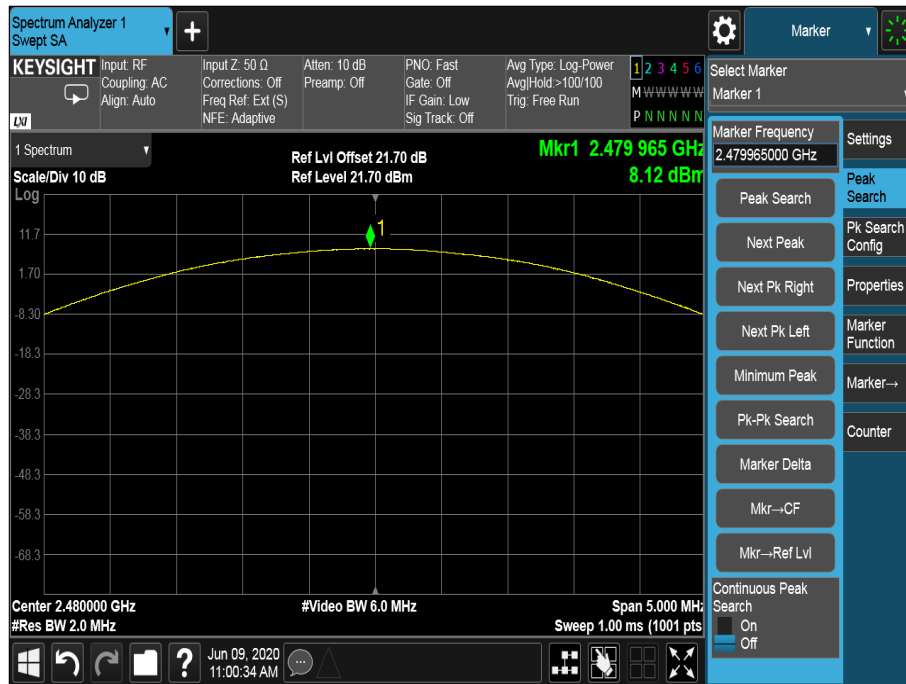 Spectrum Analyzer 1
Swept SA
+
Marker
KEYSIGHT
Input: RF
Coupling: AC
Align: Auto
Input Z: 50 Ω
Corrections: Off
Freq Ref: Ext (S)
NFE: Adaptive
Atten: 10 dB
Preamp: Off
PNO: Fast
Gate: Off
IF Gain: Low
Sig Track: Off
Avg Type: Log-Power
Avg|Hold:>100/100
Trig: Free Run
1 2 3 4 5 6
M W W W W W
P N N N N N
LXI
Select Marker
Marker 1
1 Spectrum
Scale/Div 10 dB
Log
Ref Lvl Offset 21.70 dB
Ref Level 21.70 dBm
Mkr1 2.479 965 GHz
8.12 dBm
1
11.7
1.70
-8.30
-18.3
-28.3
-38.3
-48.3
-58.3
-68.3
Center 2.480000 GHz
#Res BW 2.0 MHz
#Video BW 6.0 MHz
Span 5.000 MHz
Sweep 1.00 ms (1001 pts
Marker Frequency
2.479965000 GHz
Peak Search
Next Peak
Next Pk Right
Next Pk Left
Minimum Peak
Pk-Pk Search
Marker Delta
Mkr→CF
Mkr→Ref Lvl
Continuous Peak
Search
On
Off
Settings
Peak
Search
Pk Search
Config
Properties
Marker
Function
Marker→
Counter
?
Jun 09, 2020
11:00:34 AM